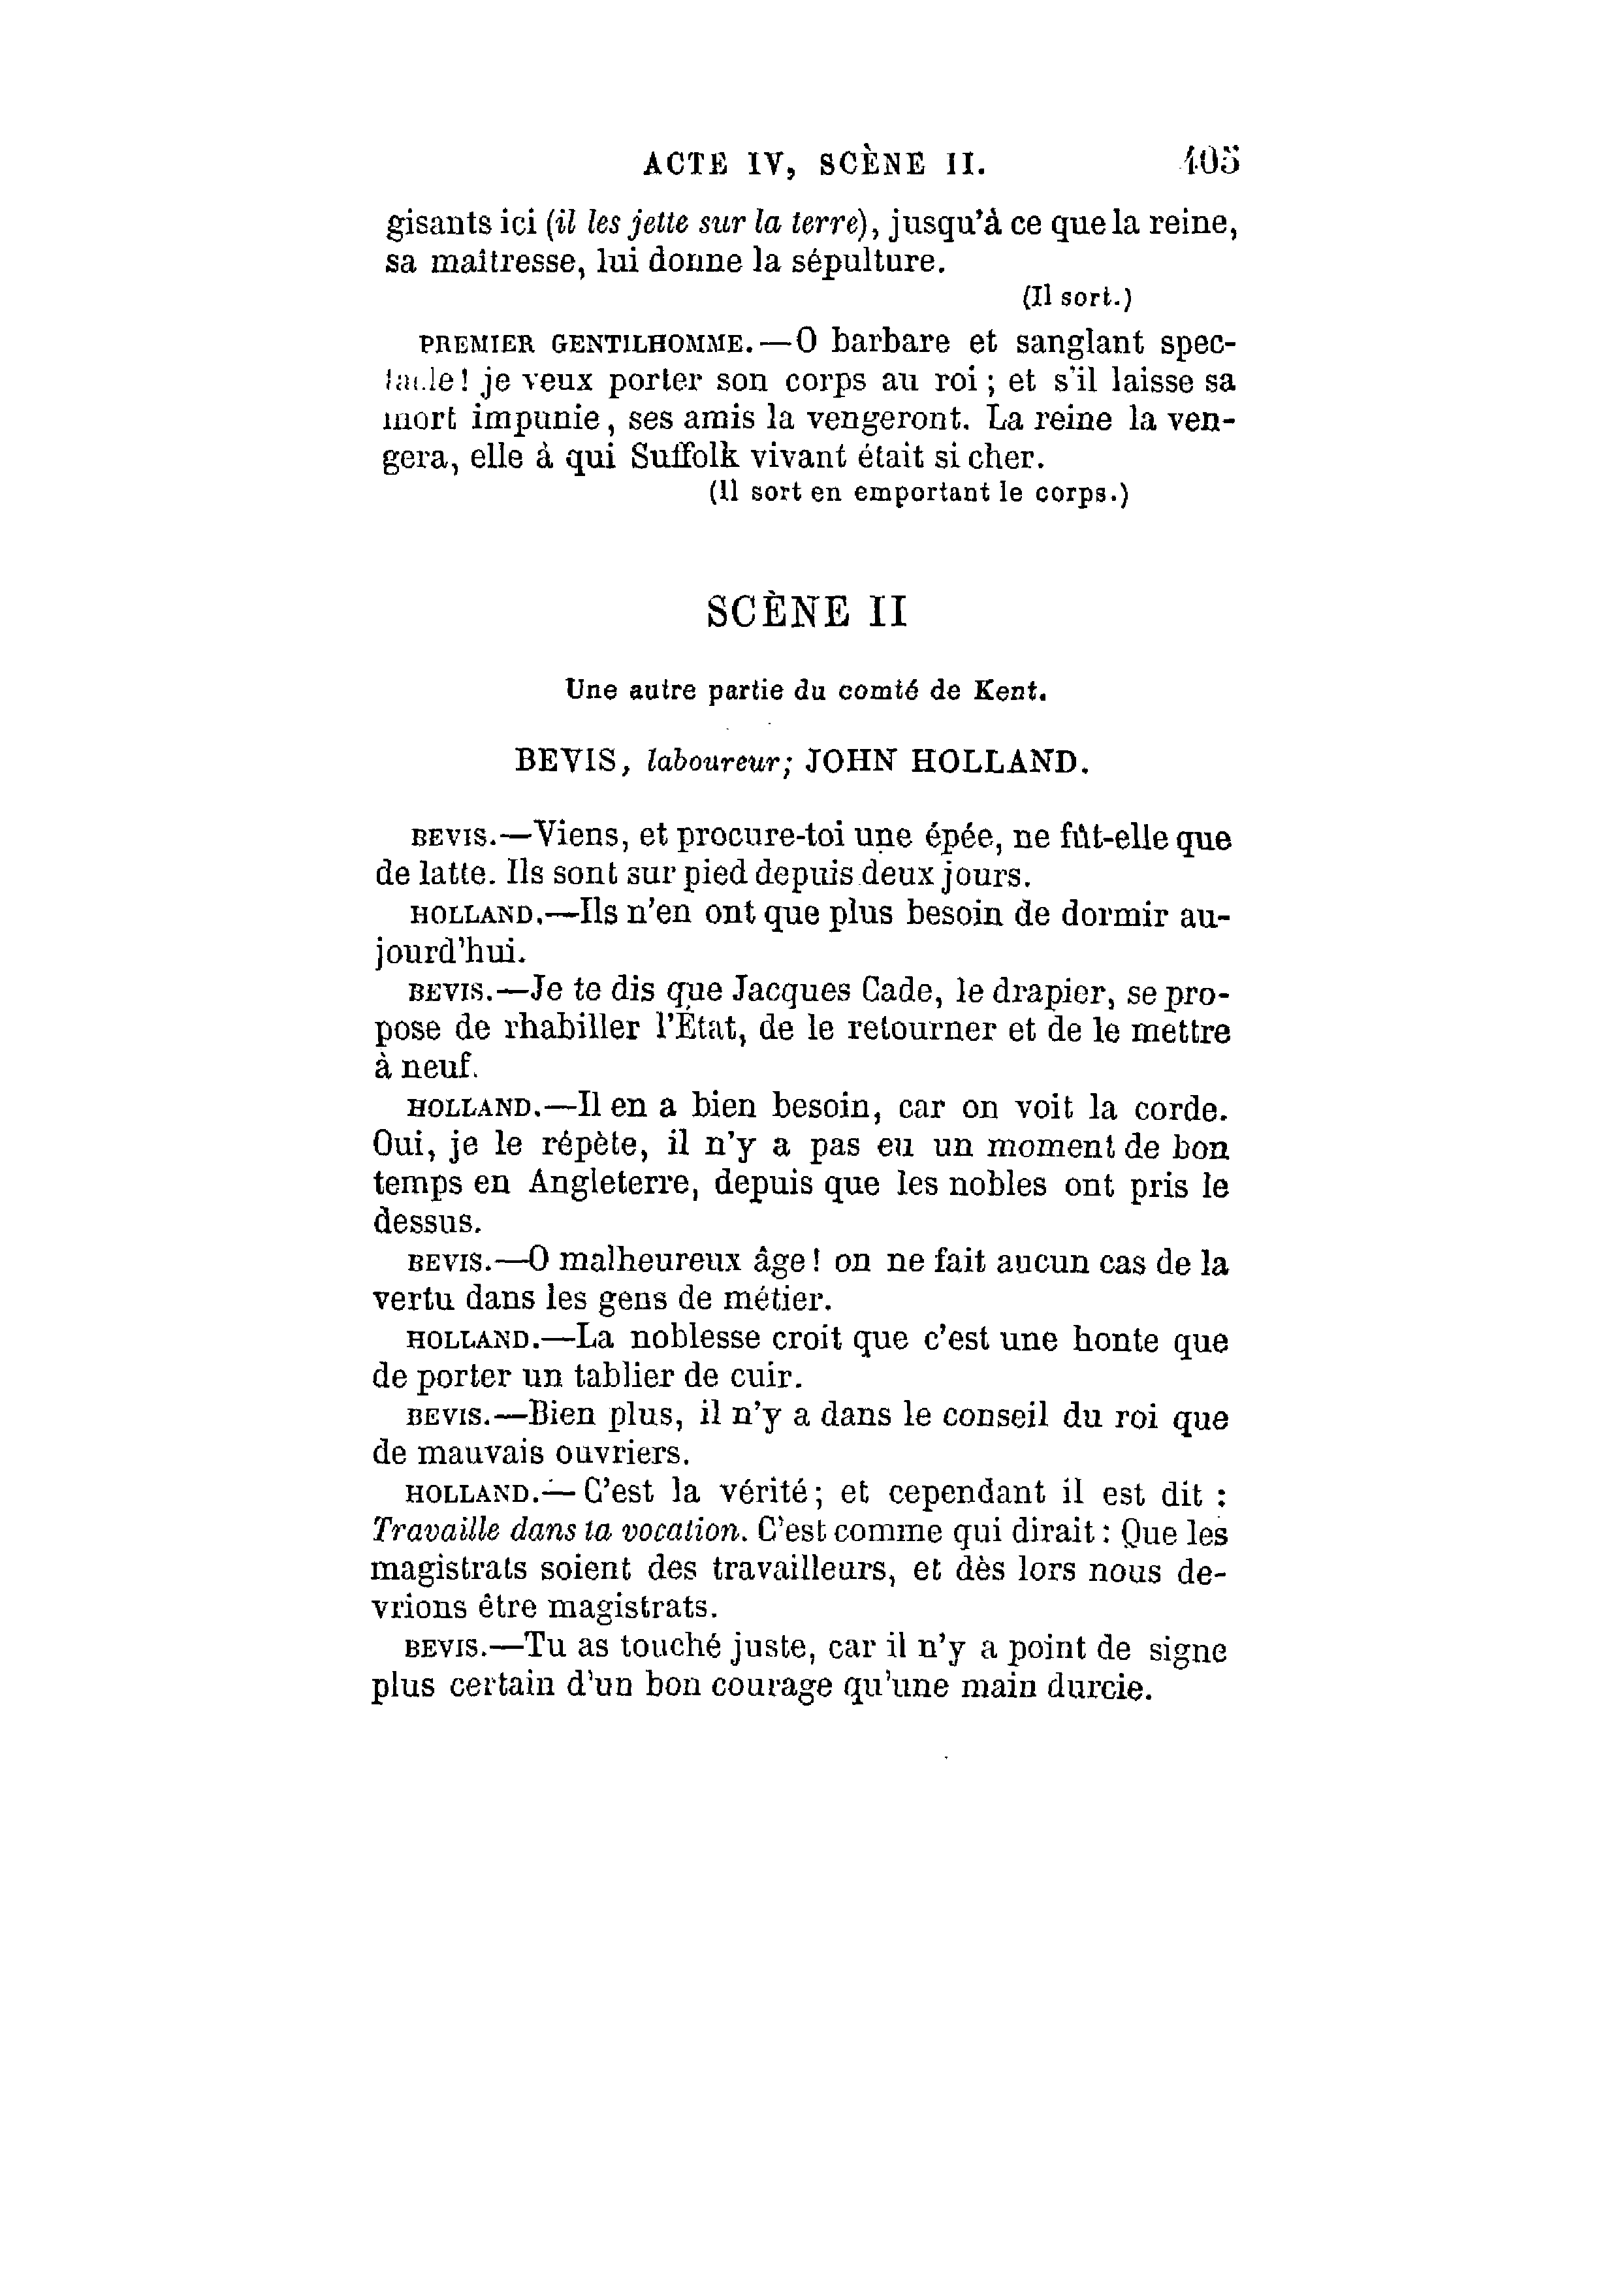 ACTE IV, SCÈNE II. 405
gisants ici (il les jette sur la terre), jusqu'à ce que la reine,
sa maîtresse, lui donne la sépulture.
(Il sort.)
PREMIER GENTILHOMME.—O barbare et sanglant spec-
tacle! je veux porter son corps au roi; et s'il laisse sa
mort impunie, ses amis la vengeront. La reine la ven-
gera, elle à qui Suffolk vivant était si cher.
(Il sort en emportant le corps.)
SCÈNE II
Une autre partie du comté de Kent.
BEVIS, laboureur; JOHN HOLLAND.
BEVIS.—Viens, et procure-toi une épée, ne fût-elle que
de latte. Ils sont sur pied depuis deux jours.
HOLLAND.—Ils n'en ont que plus besoin de dormir au-
jourd'hui.
BEVIS.—Je te dis que Jacques Cade, le drapier, se pro-
pose de rhabiller l'État, de le retourner et de le mettre
à neuf.
HOLLAND.—Il en a bien besoin, car on voit la corde.
Oui, je le répète, il n'y a pas eu un moment de bon
temps en Angleterre, depuis que les nobles ont pris le
dessus.
BEVIS.—O malheureux âge! on ne fait aucun cas de la
vertu dans les gens de métier.
HOLLAND.—La noblesse croit que c'est une honte que
de porter un tablier de cuir.
BEVIS.—Bien plus, il n'y a dans le conseil du roi que
de mauvais ouvriers.
HOLLAND.—C'est la vérité; et cependant il est dit :
Travaille dans ta vocation. C'est comme qui dirait : Que les
magistrats soient des travailleurs, et dès lors nous de-
vrions être magistrats.
BEVIS.—Tu as touché juste, car il n'y a point de signe
plus certain d'un bon courage qu'une main durcie.